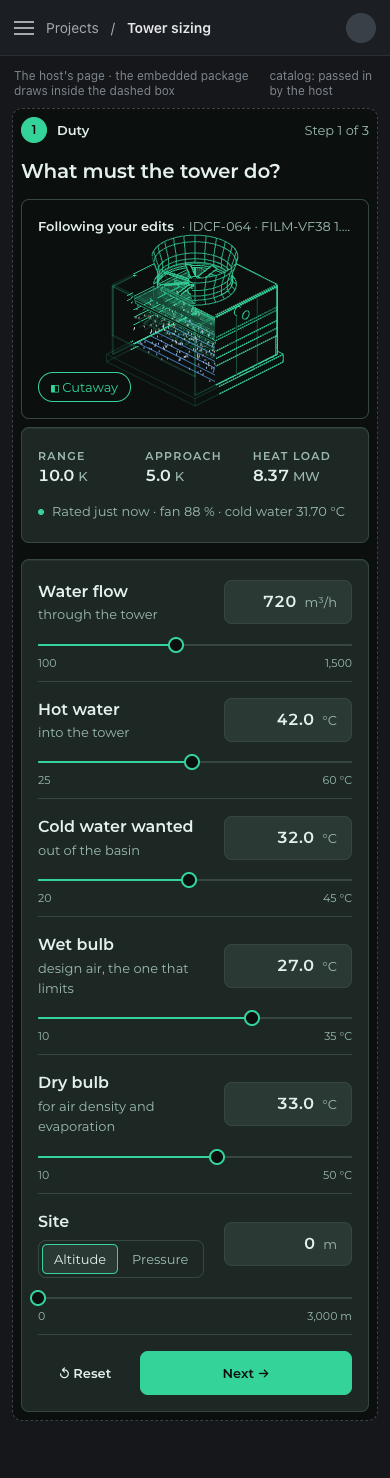 Projects / Tower sizing
The host's page · the embedded package
draws inside the dashed box
catalog: passed in
by the host
1 Duty
Step 1 of 3
What must the tower do?
Following your edits · IDCF-064 · FILM-VF38 1....
Cutaway
RANGE APPROACH HEAT LOAD
10.0 K 5.0 K 8.37 MW
Rated just now · fan 88 % · cold water 31.70 °C
Water flow
through the tower
720 m³/h
100 1,500
Hot water
into the tower
42.0 °C
25 60 °C
Cold water wanted
out of the basin
32.0 °C
20 45 °C
Wet bulb
design air, the one that
limits
27.0 °C
10 35 °C
Dry bulb
for air density and
evaporation
33.0 °C
10 50 °C
Site
Altitude Pressure
0 m
0 3,000 m
↺ Reset
Next →